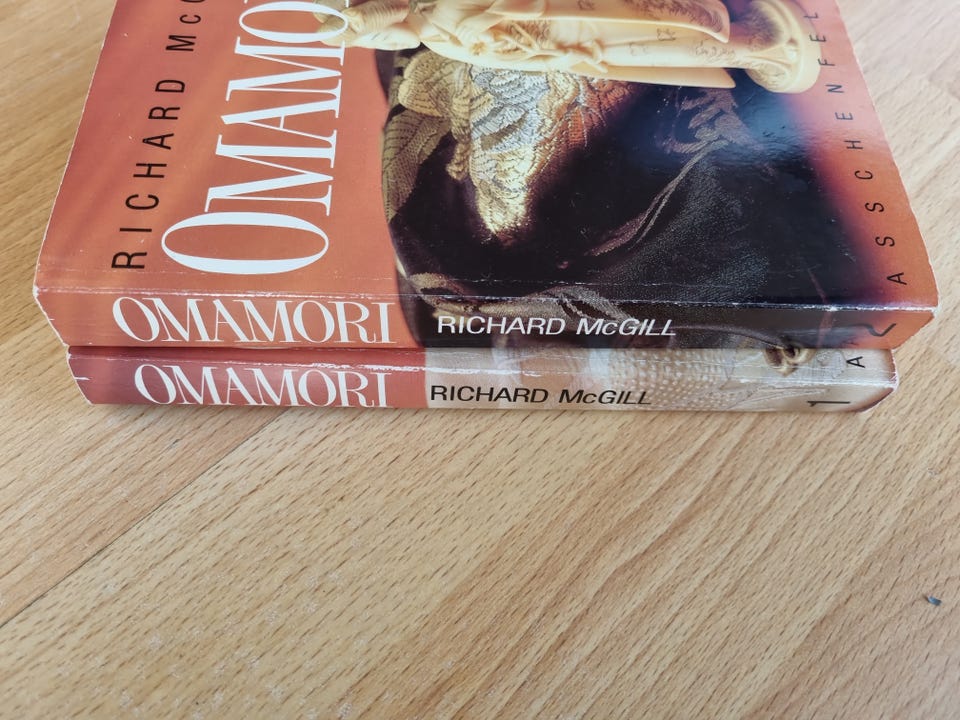 RICHARD McG
OMAMO
ASSCHENFEL
OMAMORI RICHARD McGILL 2
OMAMORI RICHARD McGILL A 1